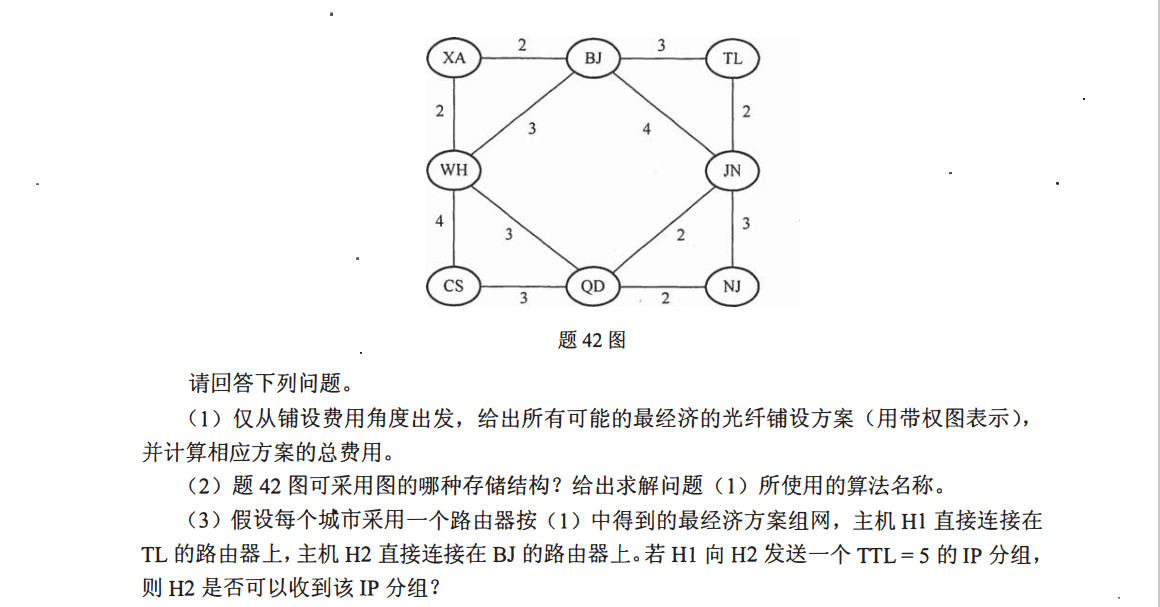 XA 2 BJ 3 TL
2 3 4 2
WH JN
4 3 2 3
CS 3 QD 2 NJ
题 42 图
请回答下列问题。
（1）仅从铺设费用角度出发，给出所有可能的最经济的光纤铺设方案（用带权图表示），
并计算相应方案的总费用。
（2）题 42 图可采用图的哪种存储结构？给出求解问题（1）所使用的算法名称。
（3）假设每个城市采用一个路由器按（1）中得到的最经济方案组网，主机 H1 直接连接在
TL 的路由器上，主机 H2 直接连接在 BJ 的路由器上。若 H1 向 H2 发送一个 TTL = 5 的 IP 分组，
则 H2 是否可以收到该 IP 分组？